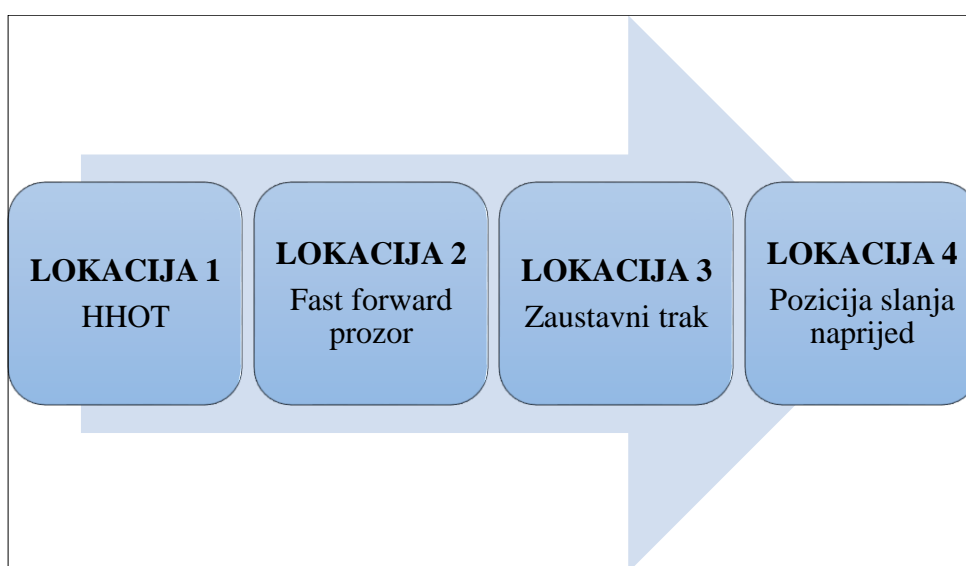 LOKACIJA 1
HHOT
LOKACIJA 2
Fast forward
prozor
LOKACIJA 3
Zaustavni trak
LOKACIJA 4
Pozicija slanja
naprijed